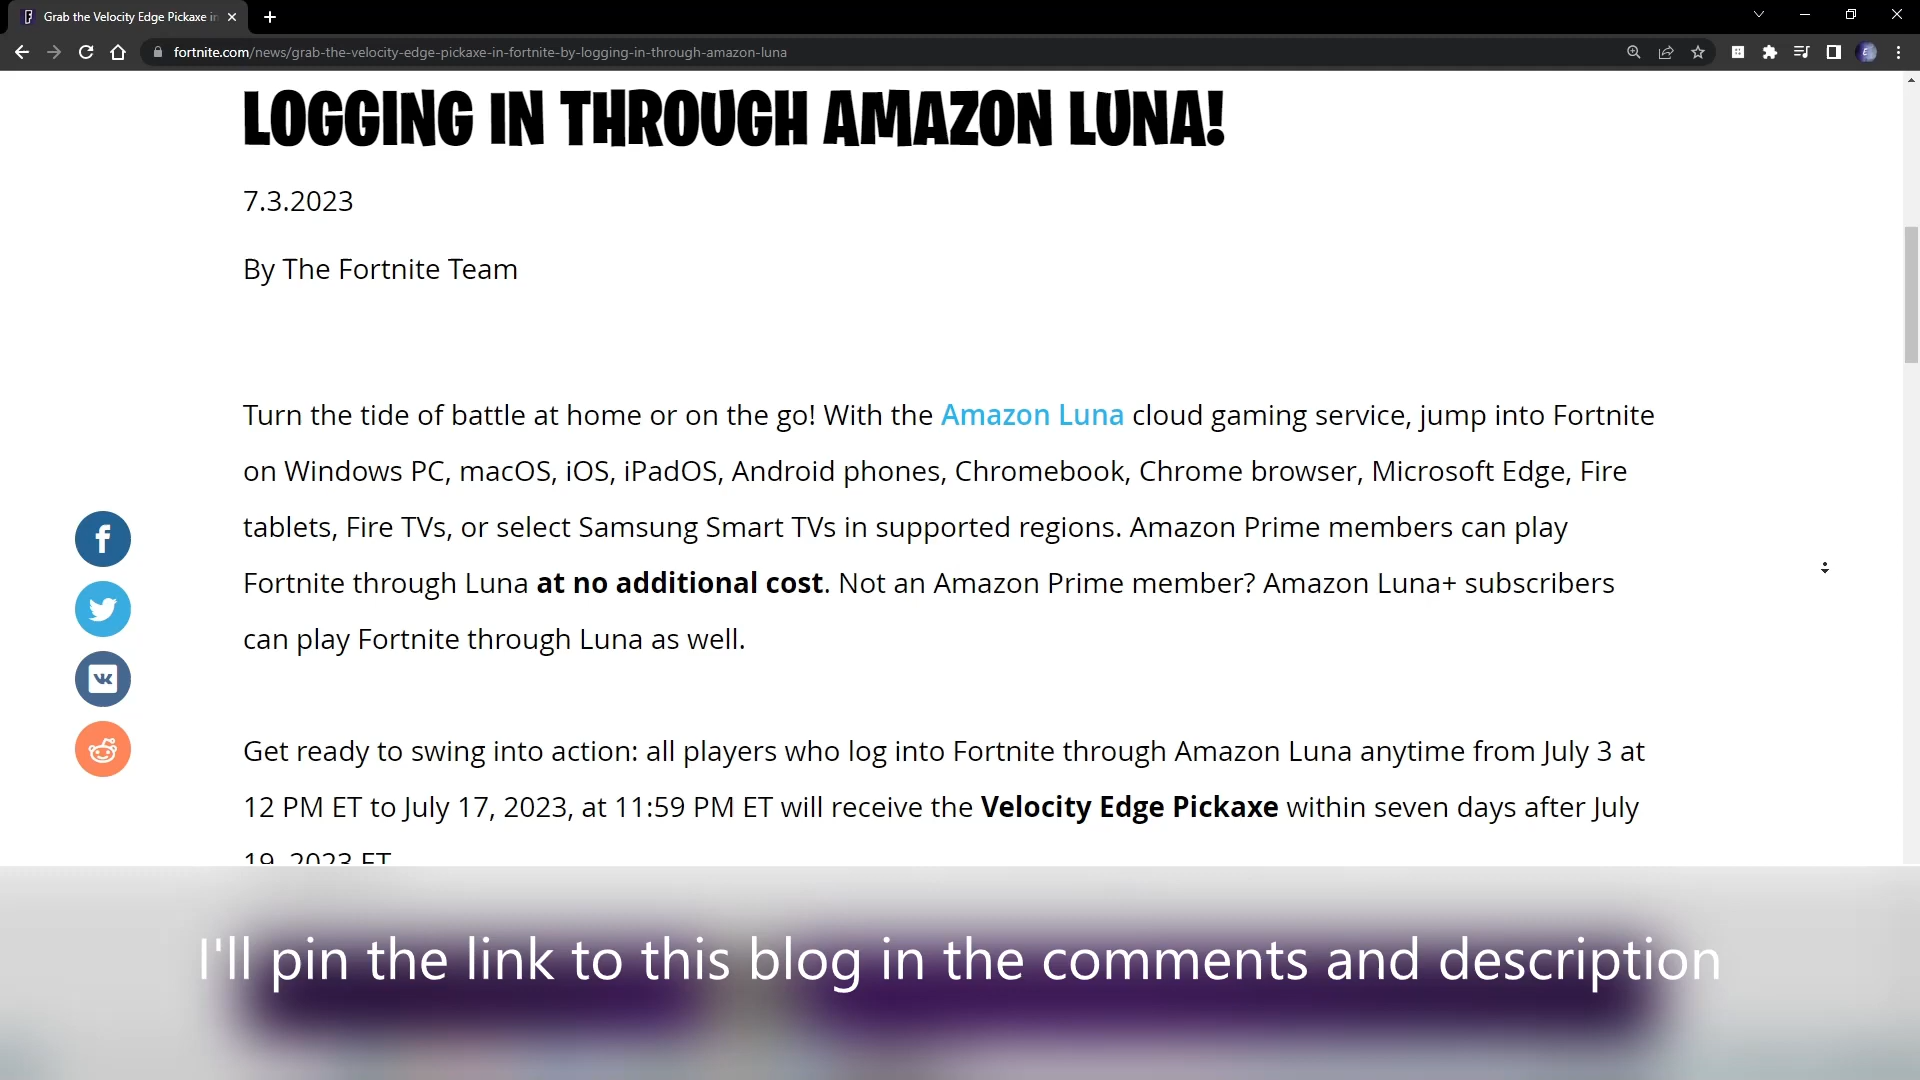 Grab the Velocity Edge Pickaxe in
fortnite.com/news/grab-the-velocity-edge-pickaxe-in-fortnite-by-logging-in-through-amazon-luna
LOGGING IN THROUGH AMAZON LUNA!
7.3.2023
By The Fortnite Team
Turn the tide of battle at home or on the go! With the Amazon Luna cloud gaming service, jump into Fortnite
on Windows PC, macOS, iOS, iPadOS, Android phones, Chromebook, Chrome browser, Microsoft Edge, Fire
tablets, Fire TVs, or select Samsung Smart TVs in supported regions. Amazon Prime members can play
Fortnite through Luna at no additional cost. Not an Amazon Prime member? Amazon Luna+ subscribers
can play Fortnite through Luna as well.
Get ready to swing into action: all players who log into Fortnite through Amazon Luna anytime from July 3 at
12 PM ET to July 17, 2023, at 11:59 PM ET will receive the Velocity Edge Pickaxe within seven days after July
19, 2023 ET
I'll pin the link to this blog in the comments and description